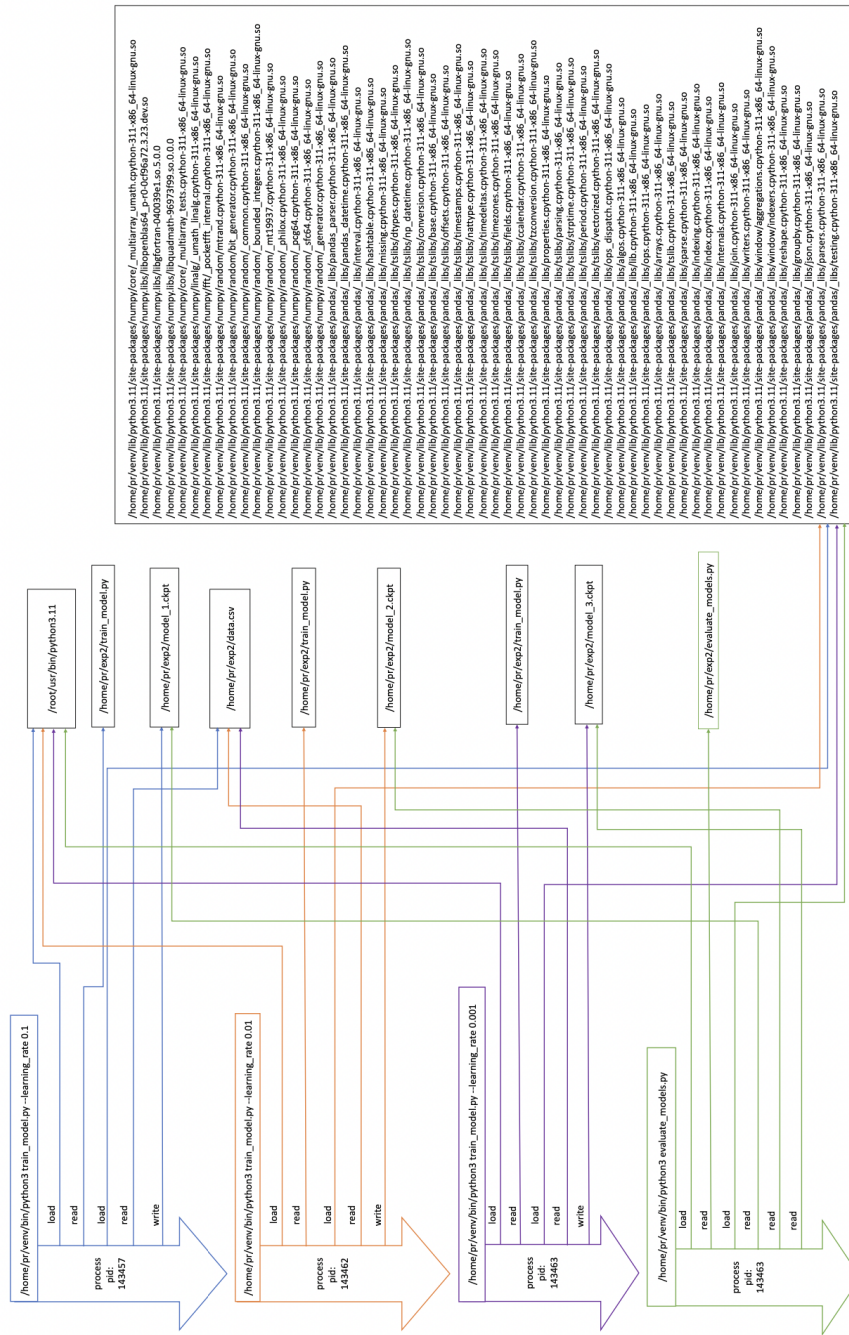 /home/pr/venv/bin/python3 train_model.py --learning_rate 0.1
process
pid:
143457
load
read
load
read
write
/home/pr/venv/bin/python3 train_model.py --learning_rate 0.01
process
pid:
143462
load
read
load
read
write
/home/pr/venv/bin/python3 train_model.py --learning_rate 0.001
process
pid:
143463
load
read
load
read
write
/home/pr/venv/bin/python3 evaluate_models.py
process
pid:
143463
load
read
load
read
read
read
/root/usr/bin/python3.11
/home/pr/exp2/train_model.py
/home/pr/exp2/model_1.ckpt
/home/pr/exp2/data.csv
/home/pr/exp2/train_model.py
/home/pr/exp2/model_2.ckpt
/home/pr/exp2/train_model.py
/home/pr/exp2/model_3.ckpt
/home/pr/exp2/evaluate_models.py
/home/pr/venv/lib/python3.11/site-packages/numpy/core/_multiarray_umath.cpython-311-x86_64-linux-gnu.so
/home/pr/venv/lib/python3.11/site-packages/numpy.libs/libopenblas64_p-r0-0cf96a72.3.23.dev.so
/home/pr/venv/lib/python3.11/site-packages/numpy.libs/libgfortran-040039e1.so.5.0.0
/home/pr/venv/lib/python3.11/site-packages/numpy.libs/libquadmath-96973f99.so.0.0.0
/home/pr/venv/lib/python3.11/site-packages/numpy/core/_multiarray_tests.cpython-311-x86_64-linux-gnu.so
/home/pr/venv/lib/python3.11/site-packages/numpy/linalg/_umath_linalg.cpython-311-x86_64-linux-gnu.so
/home/pr/venv/lib/python3.11/site-packages/numpy/fft/_pocketfft_internal.cpython-311-x86_64-linux-gnu.so
/home/pr/venv/lib/python3.11/site-packages/numpy/random/mtrand.cpython-311-x86_64-linux-gnu.so
/home/pr/venv/lib/python3.11/site-packages/numpy/random/bit_generator.cpython-311-x86_64-linux-gnu.so
/home/pr/venv/lib/python3.11/site-packages/numpy/random/_common.cpython-311-x86_64-linux-gnu.so
/home/pr/venv/lib/python3.11/site-packages/numpy/random/_bounded_integers.cpython-311-x86_64-linux-gnu.so
/home/pr/venv/lib/python3.11/site-packages/numpy/random/_mt19937.cpython-311-x86_64-linux-gnu.so
/home/pr/venv/lib/python3.11/site-packages/numpy/random/_philox.cpython-311-x86_64-linux-gnu.so
/home/pr/venv/lib/python3.11/site-packages/numpy/random/_pcg64.cpython-311-x86_64-linux-gnu.so
/home/pr/venv/lib/python3.11/site-packages/numpy/random/_sfc64.cpython-311-x86_64-linux-gnu.so
/home/pr/venv/lib/python3.11/site-packages/numpy/random/_generator.cpython-311-x86_64-linux-gnu.so
/home/pr/venv/lib/python3.11/site-packages/pandas/_libs/pandas_parser.cpython-311-x86_64-linux-gnu.so
/home/pr/venv/lib/python3.11/site-packages/pandas/_libs/pandas_datetime.cpython-311-x86_64-linux-gnu.so
/home/pr/venv/lib/python3.11/site-packages/pandas/_libs/interval.cpython-311-x86_64-linux-gnu.so
/home/pr/venv/lib/python3.11/site-packages/pandas/_libs/hashtable.cpython-311-x86_64-linux-gnu.so
/home/pr/venv/lib/python3.11/site-packages/pandas/_libs/missing.cpython-311-x86_64-linux-gnu.so
/home/pr/venv/lib/python3.11/site-packages/pandas/_libs/tslibs/dtypes.cpython-311-x86_64-linux-gnu.so
/home/pr/venv/lib/python3.11/site-packages/pandas/_libs/tslibs/np_datetime.cpython-311-x86_64-linux-gnu.so
/home/pr/venv/lib/python3.11/site-packages/pandas/_libs/tslibs/conversion.cpython-311-x86_64-linux-gnu.so
/home/pr/venv/lib/python3.11/site-packages/pandas/_libs/tslibs/base.cpython-311-x86_64-linux-gnu.so
/home/pr/venv/lib/python3.11/site-packages/pandas/_libs/tslibs/offsets.cpython-311-x86_64-linux-gnu.so
/home/pr/venv/lib/python3.11/site-packages/pandas/_libs/tslibs/timestamps.cpython-311-x86_64-linux-gnu.so
/home/pr/venv/lib/python3.11/site-packages/pandas/_libs/tslibs/nattype.cpython-311-x86_64-linux-gnu.so
/home/pr/venv/lib/python3.11/site-packages/pandas/_libs/tslibs/timezones.cpython-311-x86_64-linux-gnu.so
/home/pr/venv/lib/python3.11/site-packages/pandas/_libs/tslibs/timedeltas.cpython-311-x86_64-linux-gnu.so
/home/pr/venv/lib/python3.11/site-packages/pandas/_libs/tslibs/fields.cpython-311-x86_64-linux-gnu.so
/home/pr/venv/lib/python3.11/site-packages/pandas/_libs/tslibs/ccalendar.cpython-311-x86_64-linux-gnu.so
/home/pr/venv/lib/python3.11/site-packages/pandas/_libs/tslibs/tzconversion.cpython-311-x86_64-linux-gnu.so
/home/pr/venv/lib/python3.11/site-packages/pandas/_libs/properties.cpython-311-x86_64-linux-gnu.so
/home/pr/venv/lib/python3.11/site-packages/pandas/_libs/tslibs/parsing.cpython-311-x86_64-linux-gnu.so
/home/pr/venv/lib/python3.11/site-packages/pandas/_libs/tslibs/strptime.cpython-311-x86_64-linux-gnu.so
/home/pr/venv/lib/python3.11/site-packages/pandas/_libs/tslibs/period.cpython-311-x86_64-linux-gnu.so
/home/pr/venv/lib/python3.11/site-packages/pandas/_libs/tslibs/vectorized.cpython-311-x86_64-linux-gnu.so
/home/pr/venv/lib/python3.11/site-packages/pandas/_libs/ops_dispatch.cpython-311-x86_64-linux-gnu.so
/home/pr/venv/lib/python3.11/site-packages/pandas/_libs/algos.cpython-311-x86_64-linux-gnu.so
/home/pr/venv/lib/python3.11/site-packages/pandas/_libs/lib.cpython-311-x86_64-linux-gnu.so
/home/pr/venv/lib/python3.11/site-packages/pandas/_libs/ops.cpython-311-x86_64-linux-gnu.so
/home/pr/venv/lib/python3.11/site-packages/pandas/_libs/arrays.cpython-311-x86_64-linux-gnu.so
/home/pr/venv/lib/python3.11/site-packages/pandas/_libs/tslib.cpython-311-x86_64-linux-gnu.so
/home/pr/venv/lib/python3.11/site-packages/pandas/_libs/sparse.cpython-311-x86_64-linux-gnu.so
/home/pr/venv/lib/python3.11/site-packages/pandas/_libs/indexing.cpython-311-x86_64-linux-gnu.so
/home/pr/venv/lib/python3.11/site-packages/pandas/_libs/index.cpython-311-x86_64-linux-gnu.so
/home/pr/venv/lib/python3.11/site-packages/pandas/_libs/internals.cpython-311-x86_64-linux-gnu.so
/home/pr/venv/lib/python3.11/site-packages/pandas/_libs/join.cpython-311-x86_64-linux-gnu.so
/home/pr/venv/lib/python3.11/site-packages/pandas/_libs/writers.cpython-311-x86_64-linux-gnu.so
/home/pr/venv/lib/python3.11/site-packages/pandas/_libs/window/aggregations.cpython-311-x86_64-linux-gnu.so
/home/pr/venv/lib/python3.11/site-packages/pandas/_libs/window/indexers.cpython-311-x86_64-linux-gnu.so
/home/pr/venv/lib/python3.11/site-packages/pandas/_libs/reshape.cpython-311-x86_64-linux-gnu.so
/home/pr/venv/lib/python3.11/site-packages/pandas/_libs/groupby.cpython-311-x86_64-linux-gnu.so
/home/pr/venv/lib/python3.11/site-packages/pandas/_libs/json.cpython-311-x86_64-linux-gnu.so
/home/pr/venv/lib/python3.11/site-packages/pandas/_libs/parsers.cpython-311-x86_64-linux-gnu.so
/home/pr/venv/lib/python3.11/site-packages/pandas/_libs/testing.cpython-311-x86_64-linux-gnu.so